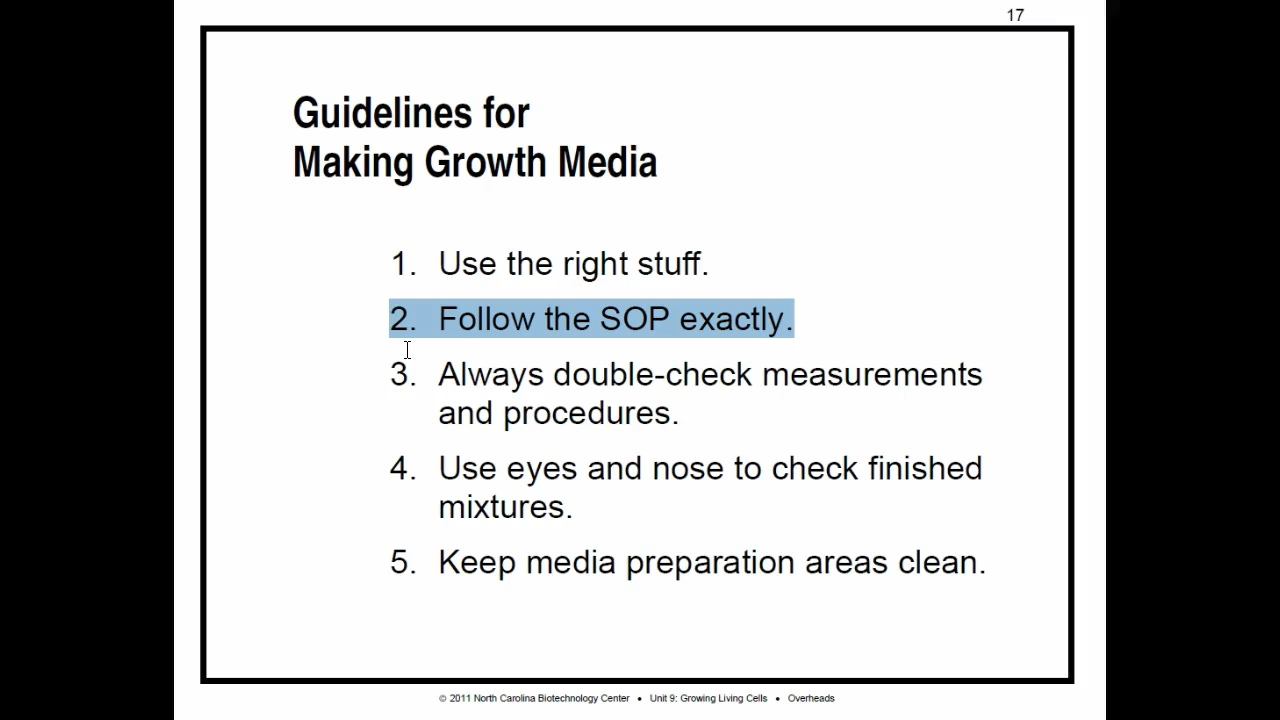 17
Guidelines for
Making Growth Media
1. Use the right stuff.
2. Follow the SOP exactly.
3. Always double-check measurements
and procedures.
4. Use eyes and nose to check finished
mixtures.
5. Keep media preparation areas clean.
© 2011 North Carolina Biotechnology Center • Unit 9: Growing Living Cells • Overheads